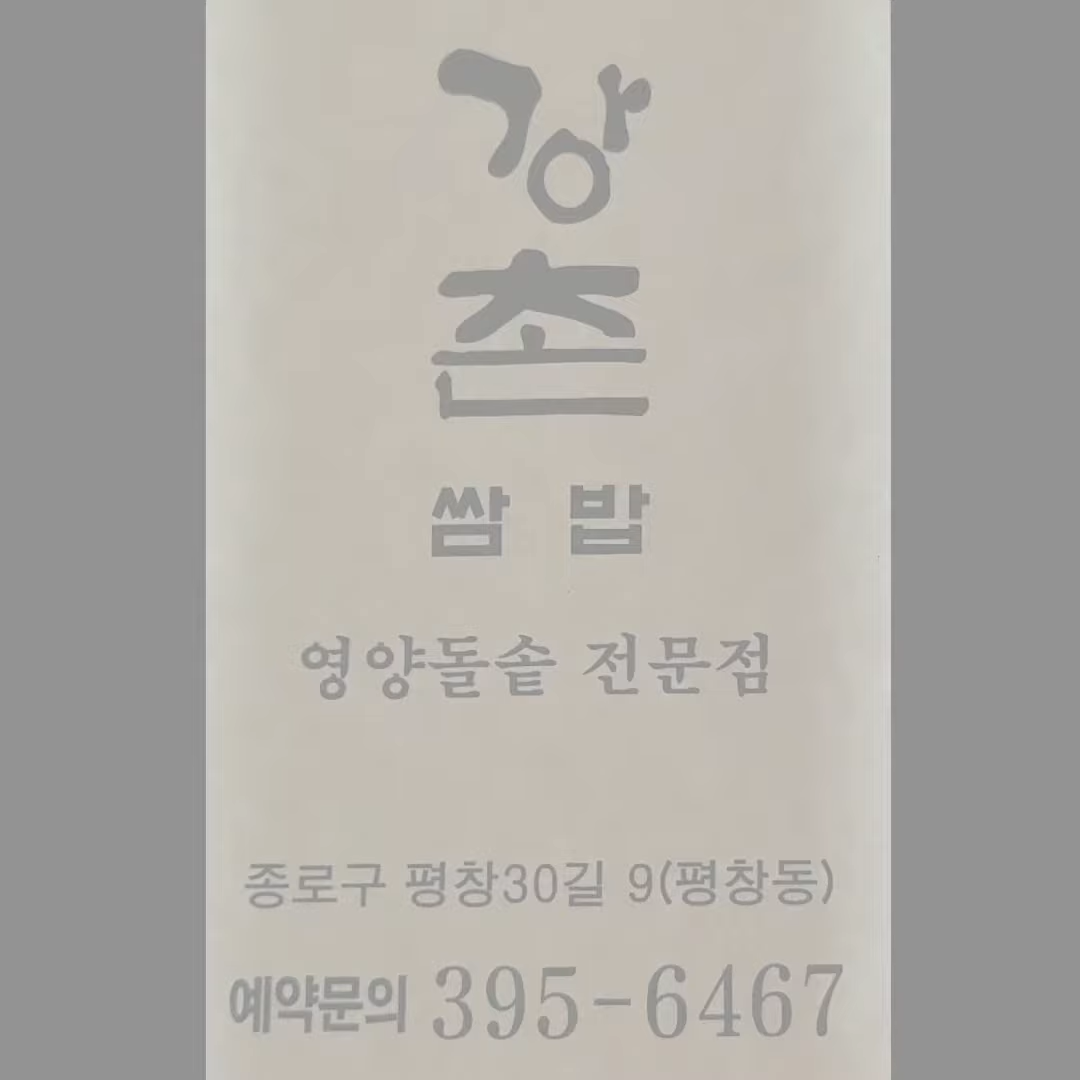 강
촌
쌈 밥
영양돌솥 전문점
종로구 평창30길 9(평창동)
예약문의 395-6467